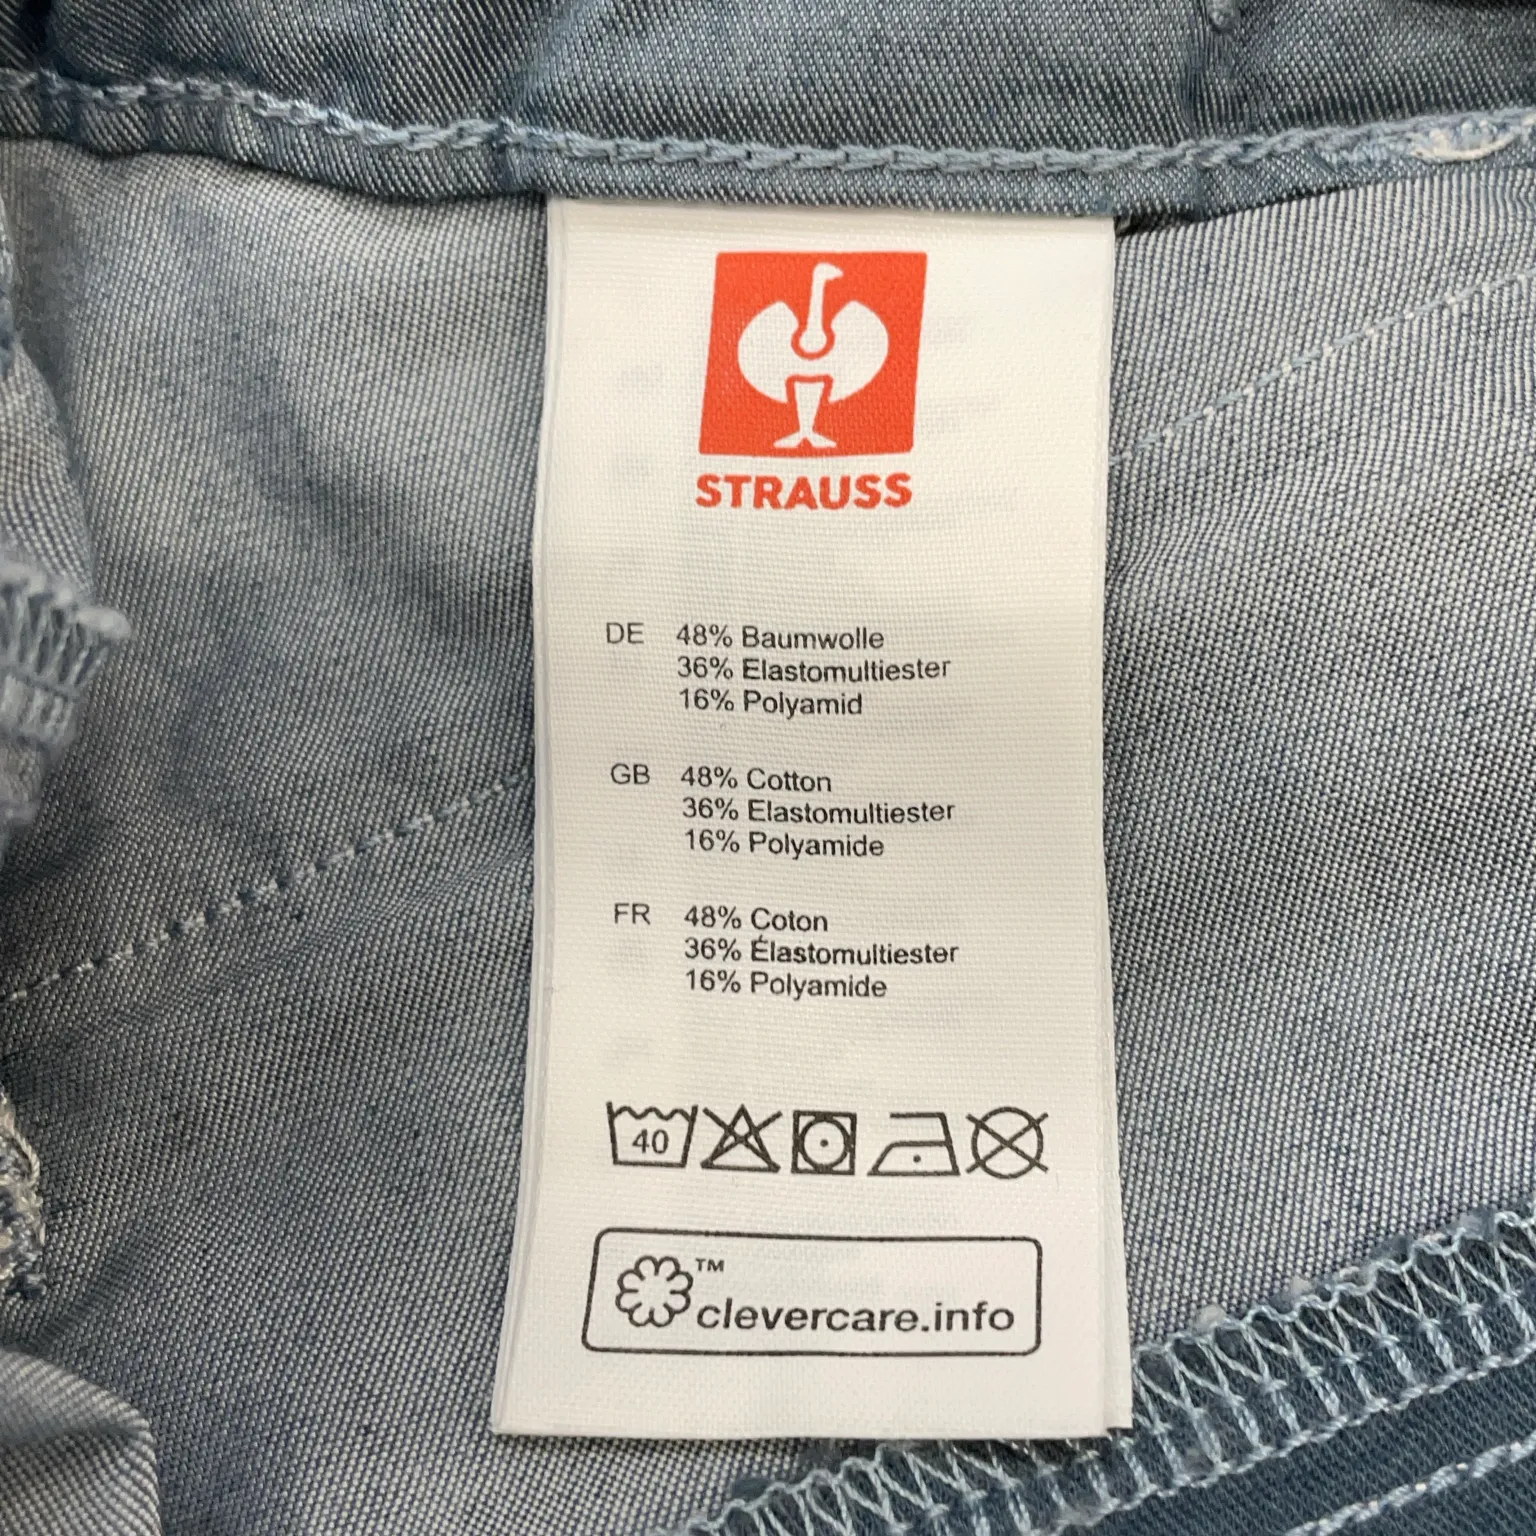 STRAUSS
DE 48% Baumwolle
36% Elastomultiester
16% Polyamid
GB 48% Cotton
36% Elastomultiester
16% Polyamide
FR 48% Coton
36% Élastomultiester
16% Polyamide
40
™
clevercare.info